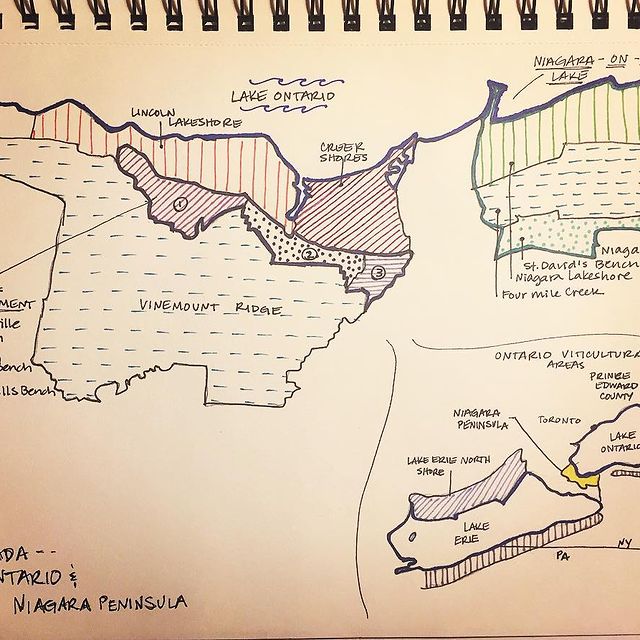 NIAGARA-ON-
LAKE
LAKE ONTARIO
LINCOLN
LAKESHORE
CREEK
SHORES
1
2
3
VINEMOUNT RIDGE
MENT
ville
Bench
lls Bench
Niaga
St. David's Bench
Niagara Lakeshore
Four Mile Creek
ONTARIO VITICULTURA
AREAS
PRINCE
EDWARD
COUNTY
NIAGARA
PENINSULA
TORONTO
LAKE
ONTARIO
LAKE ERIE NORTH
SHORE
LAKE
ERIE
NY
PA
ADA --
NTARIO &
NIAGARA PENINSULA